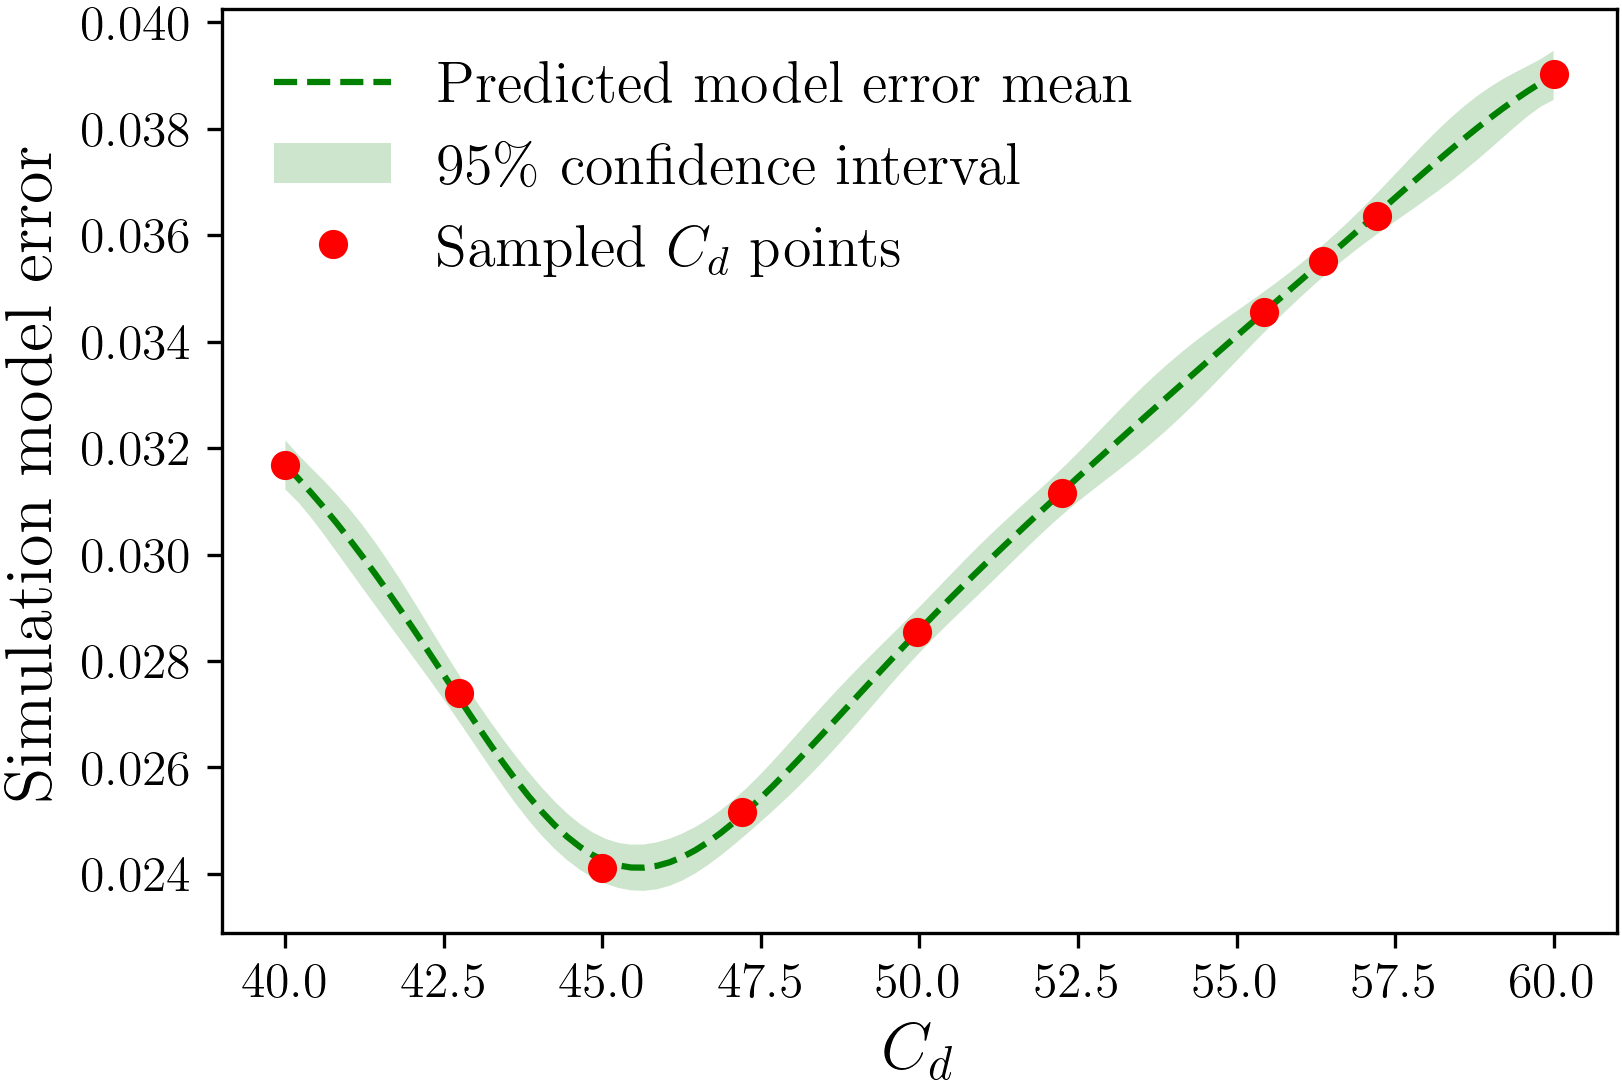 0.040
0.038
0.036
0.034
0.032
0.030
0.028
0.026
0.024
Simulation model error
Predicted model error mean
95% confidence interval
Sampled C_d points
40.0 42.5 45.0 47.5 50.0 52.5 55.0 57.5 60.0
C_d